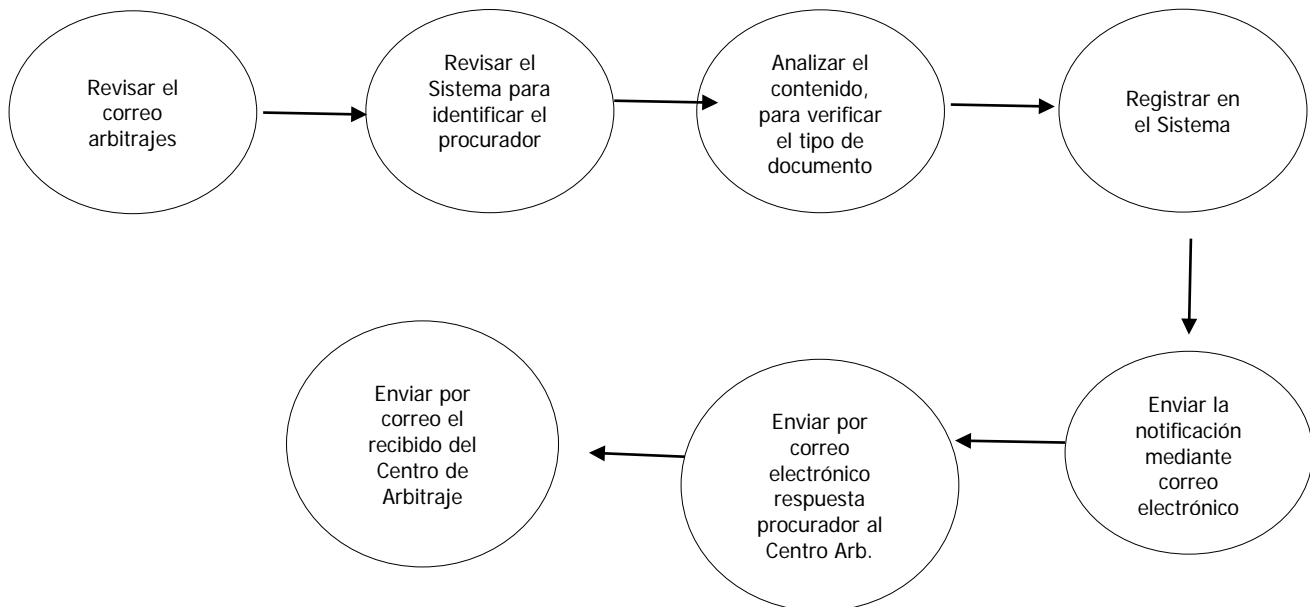 Revisar el
correo
arbitrajes
Revisar el
Sistema para
identificar el
procurador
Analizar el
contenido,
para verificar
el tipo de
documento
Registrar en
el Sistema
Enviar la
notificación
mediante
correo
electrónico
Enviar por
correo
electrónico
respuesta
procurador al
Centro Arb.
Enviar por
correo el
recibido del
Centro de
Arbitraje